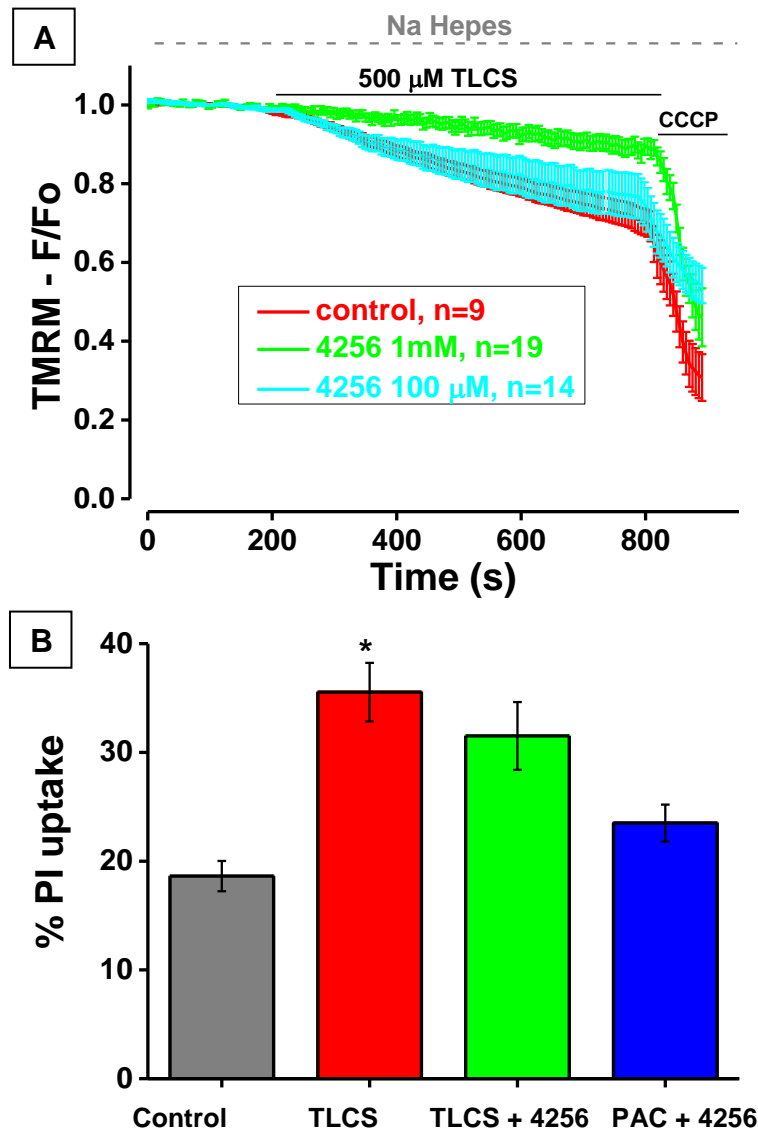 A
Na Hepes
500 μM TLCS
CCCP
1.0
0.8
0.6
0.4
0.2
0.0
TMRM - F/Fo
control, n=9
4256 1mM, n=19
4256 100 μM, n=14
0 200 400 600 800
Time (s)
B
40
30
20
10
0
% PI uptake
*
Control TLCS TLCS + 4256 PAC + 4256